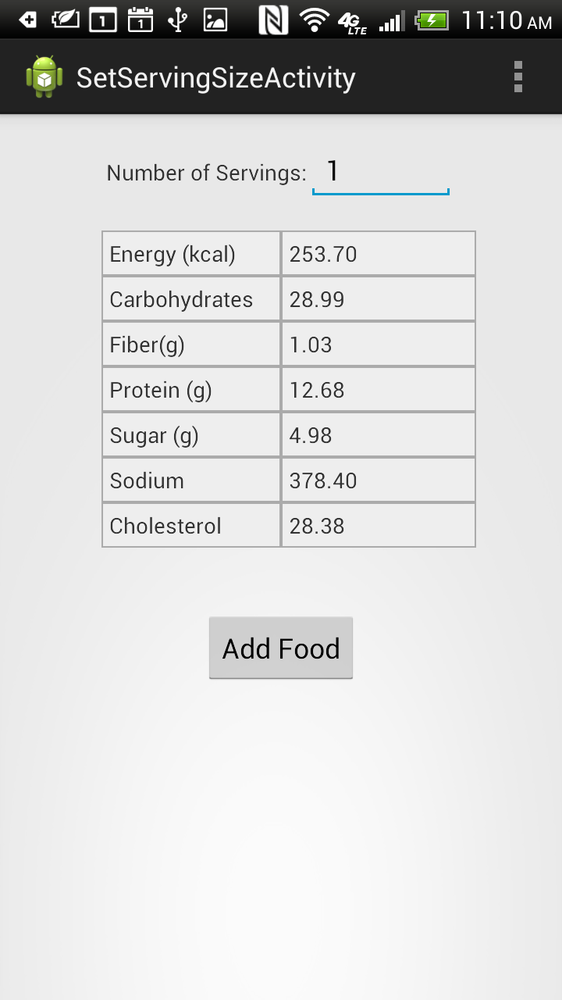 1 1 4G LTE 11:10 AM
SetServingSizeActivity
Number of Servings: 1
Energy (kcal) 253.70
Carbohydrates 28.99
Fiber(g) 1.03
Protein (g) 12.68
Sugar (g) 4.98
Sodium 378.40
Cholesterol 28.38
Add Food